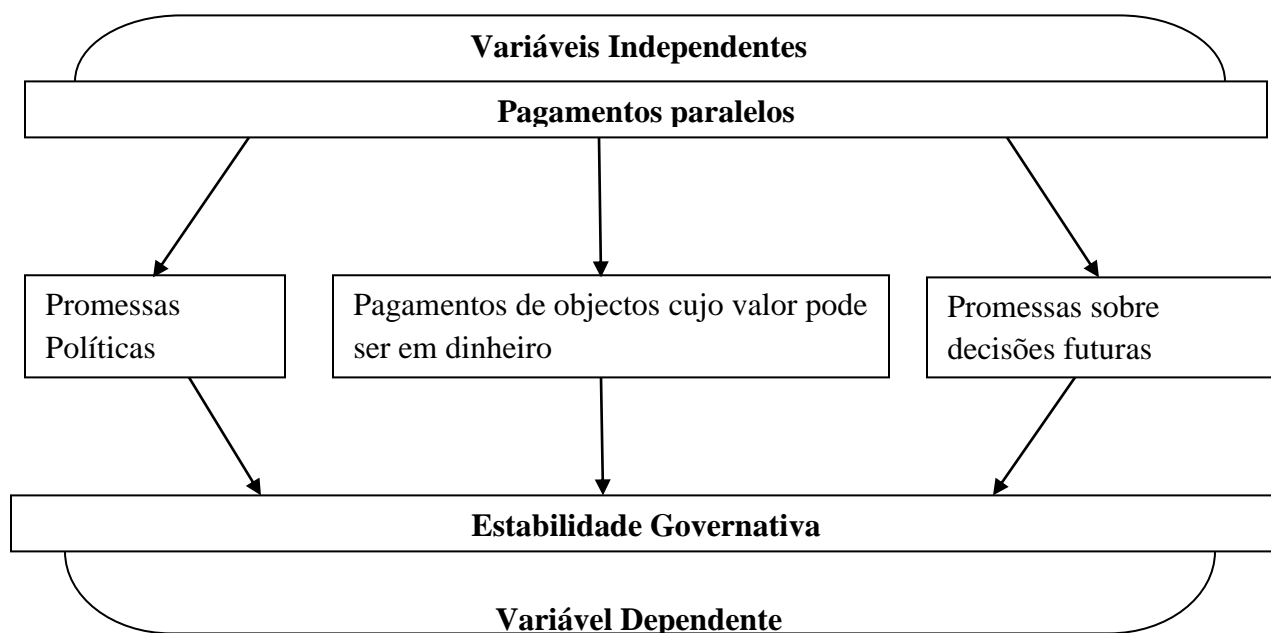 Variáveis Independentes
Pagamentos paralelos
Promessas
Políticas
Pagamentos de objectos cujo valor pode
ser em dinheiro
Promessas sobre
decisões futuras
Estabilidade Governativa
Variável Dependente